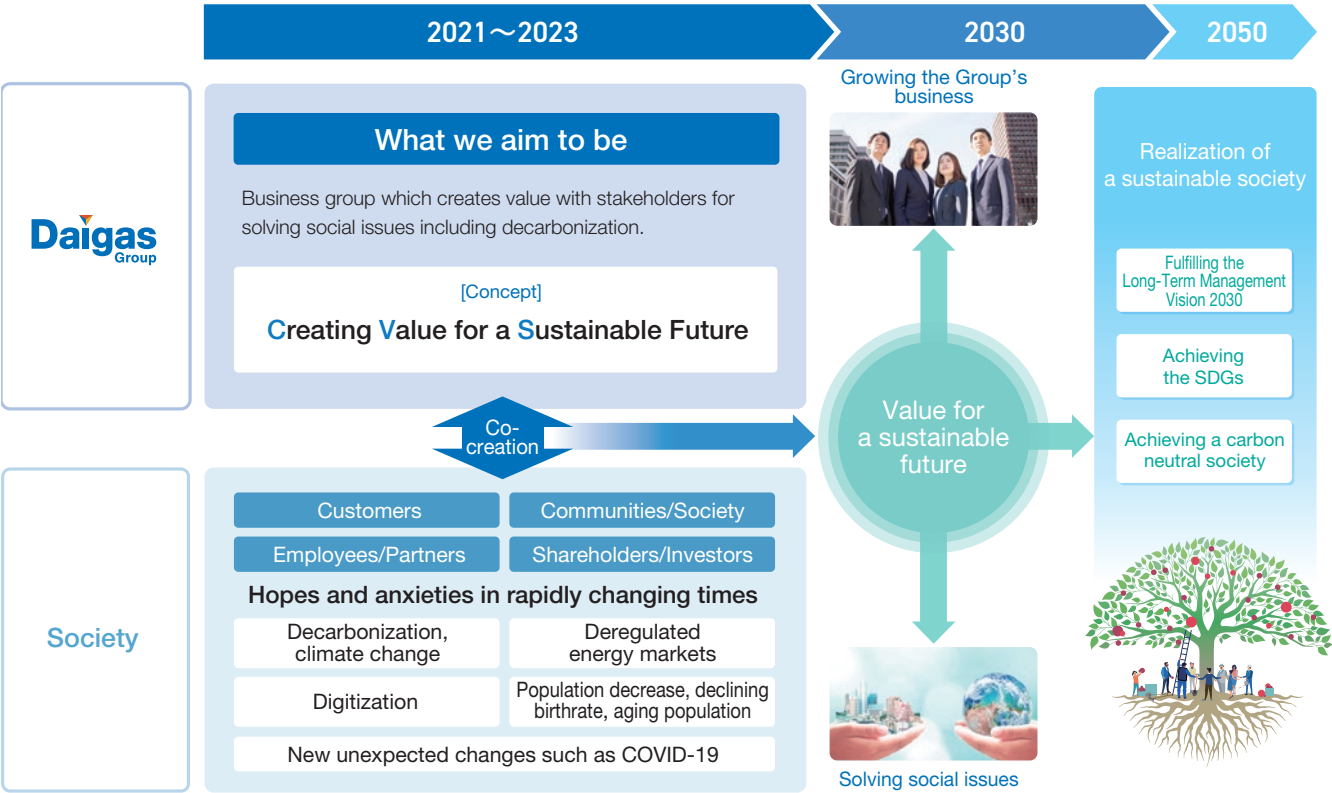 2021～2023
2030
2050
Daigas
Group
What we aim to be
Business group which creates value with stakeholders for
solving social issues including decarbonization.
[Concept]
Creating Value for a Sustainable Future
Co-
creation
Society
Customers
Communities/Society
Employees/Partners
Shareholders/Investors
Hopes and anxieties in rapidly changing times
Decarbonization,
climate change
Deregulated
energy markets
Digitization
Population decrease, declining
birthrate, aging population
New unexpected changes such as COVID-19
Growing the Group's
business
Value for
a sustainable
future
Solving social issues
Realization of
a sustainable society
Fulfilling the
Long-Term Management
Vision 2030
Achieving
the SDGs
Achieving a carbon
neutral society